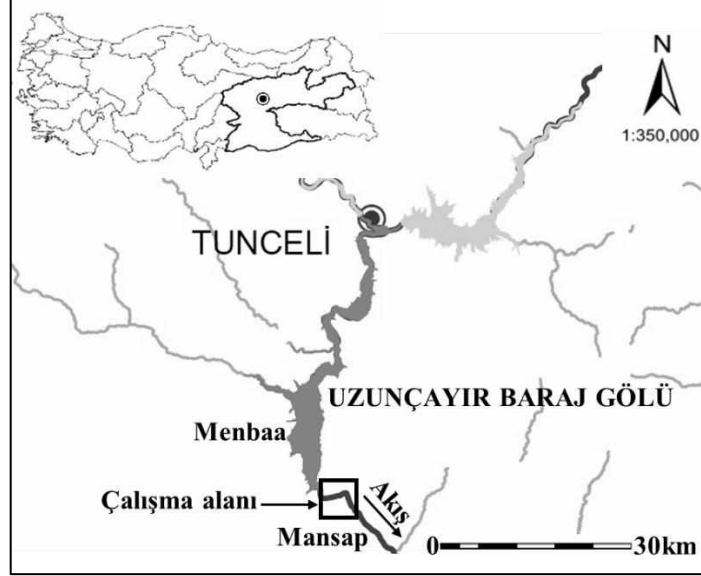 N
1:350,000
TUNCELİ
UZUNÇAYIR BARAJ GÖLÜ
Menbaa
Çalışma alanı
Akış
Mansap
0 30km